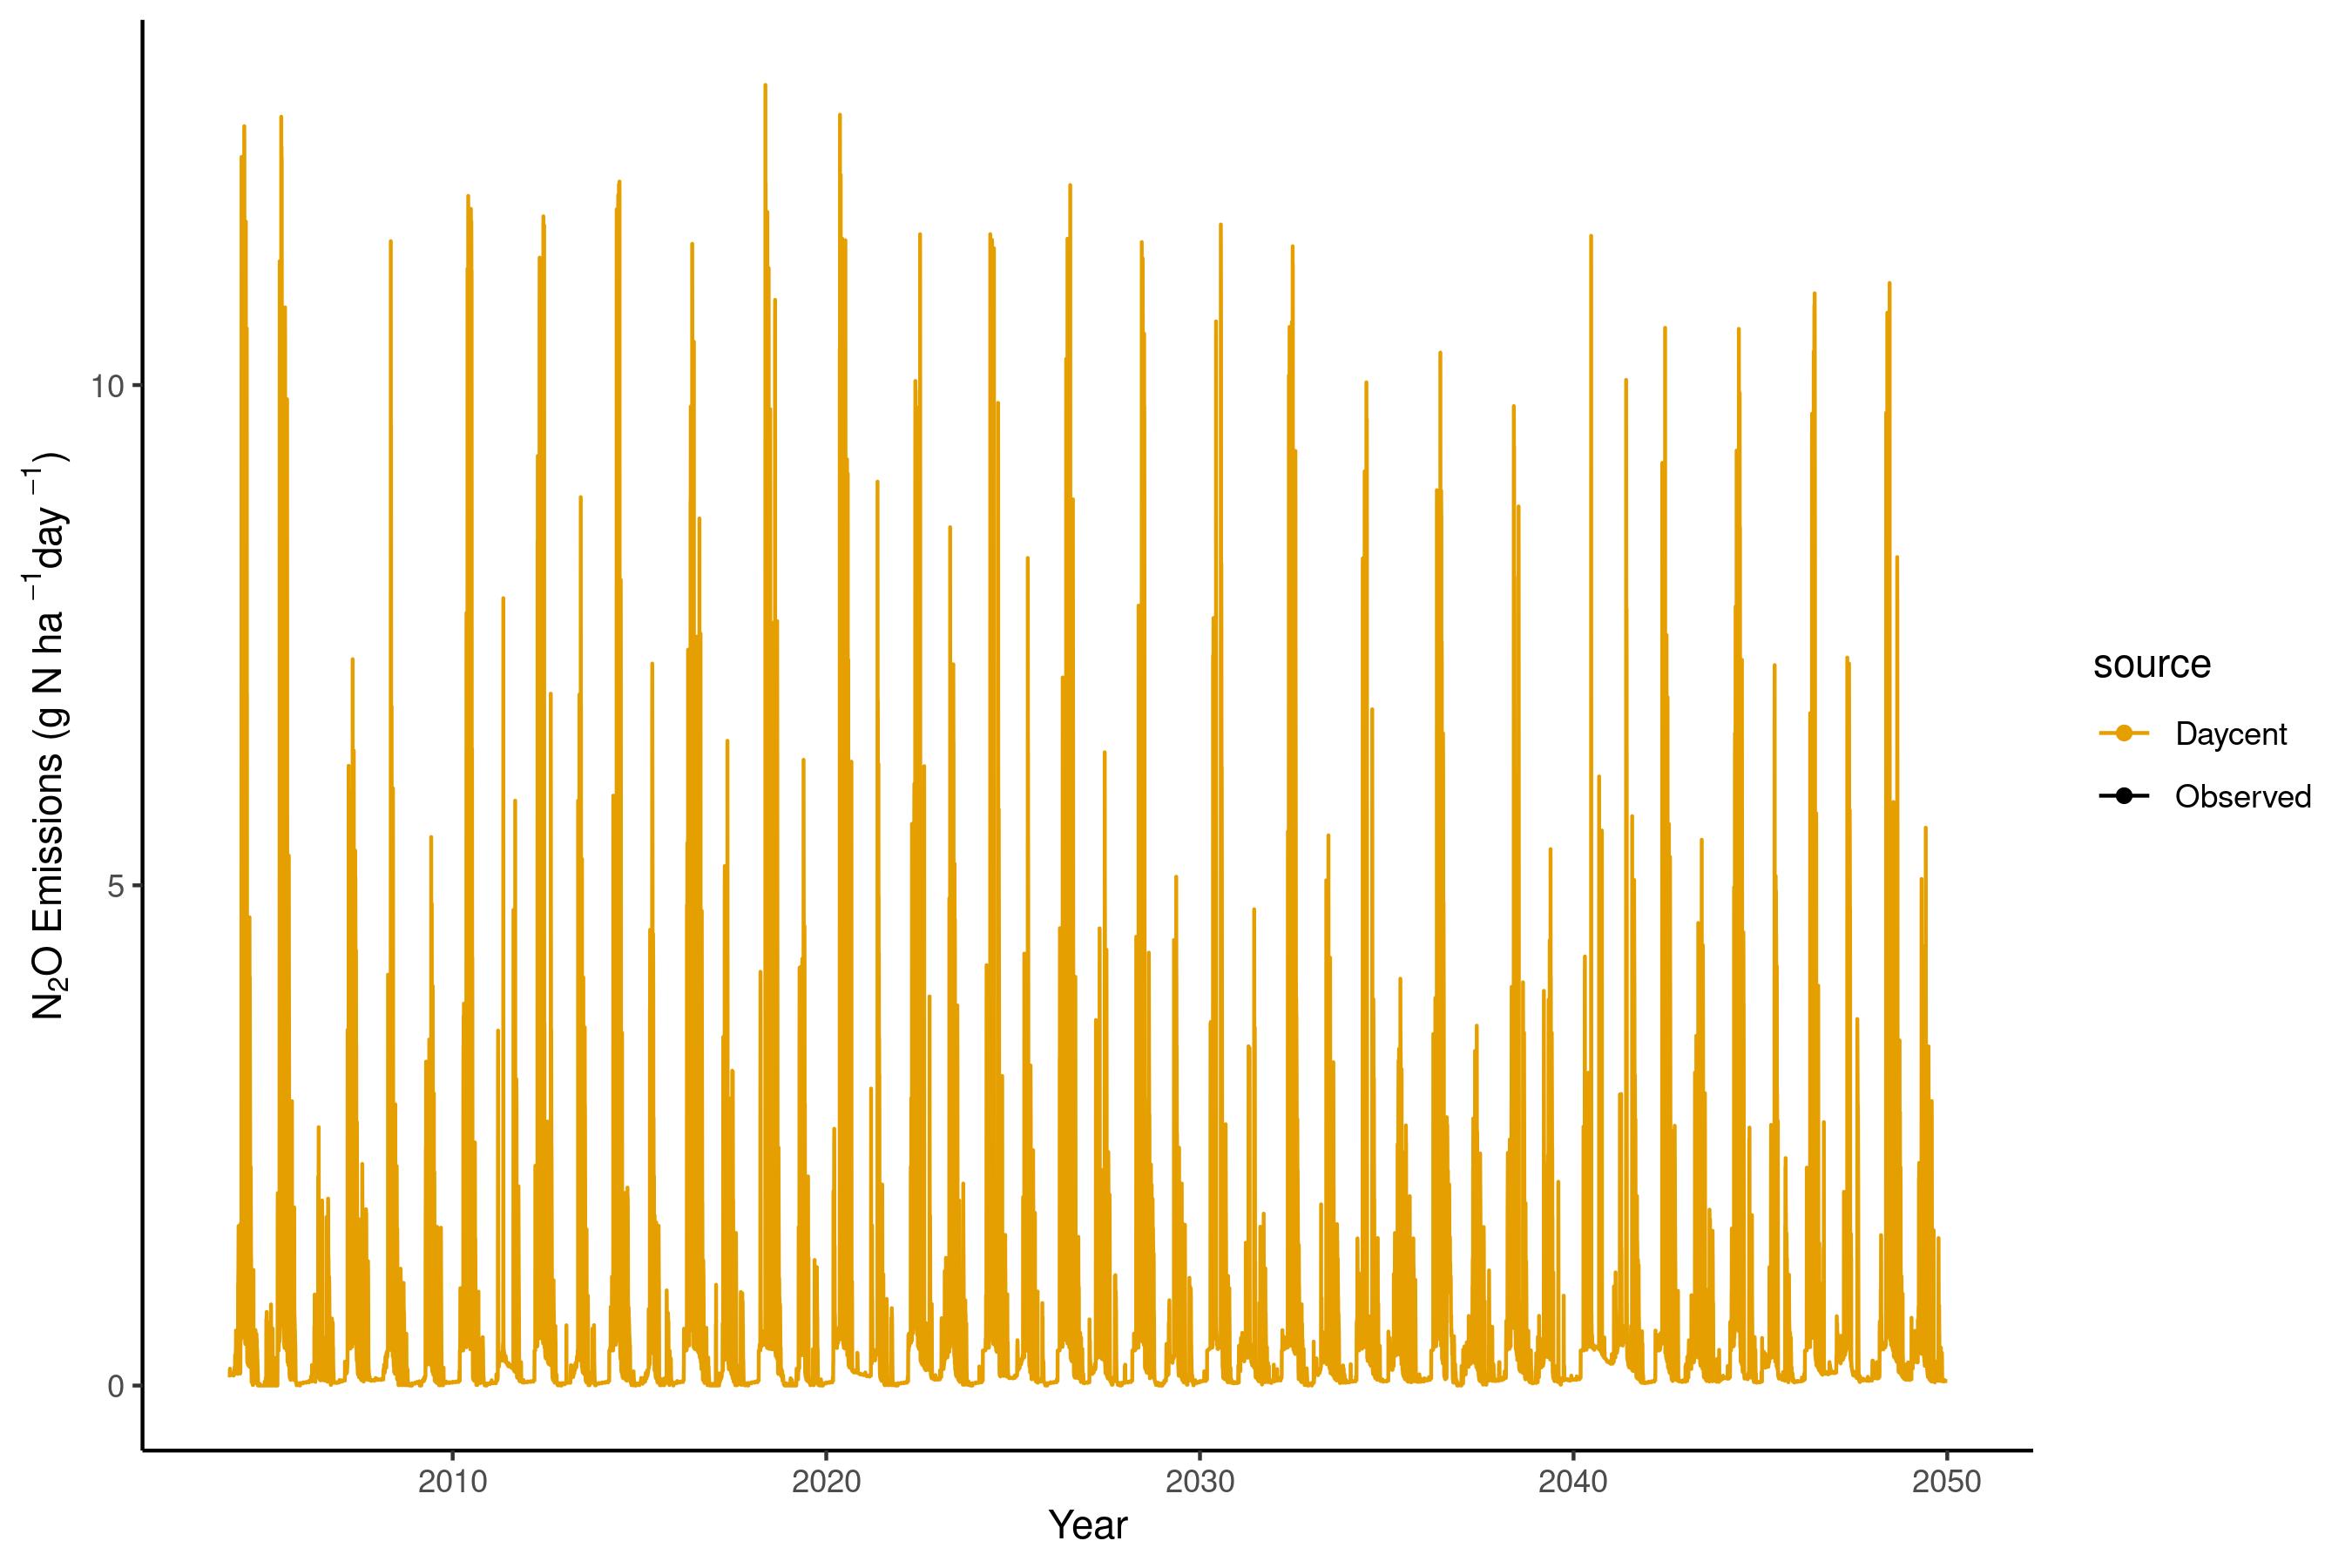 N₂O Emissions (g N ha ⁻¹day ⁻¹)
10
5
0
2010 2020 2030 2040 2050
Year
source
Daycent
Observed